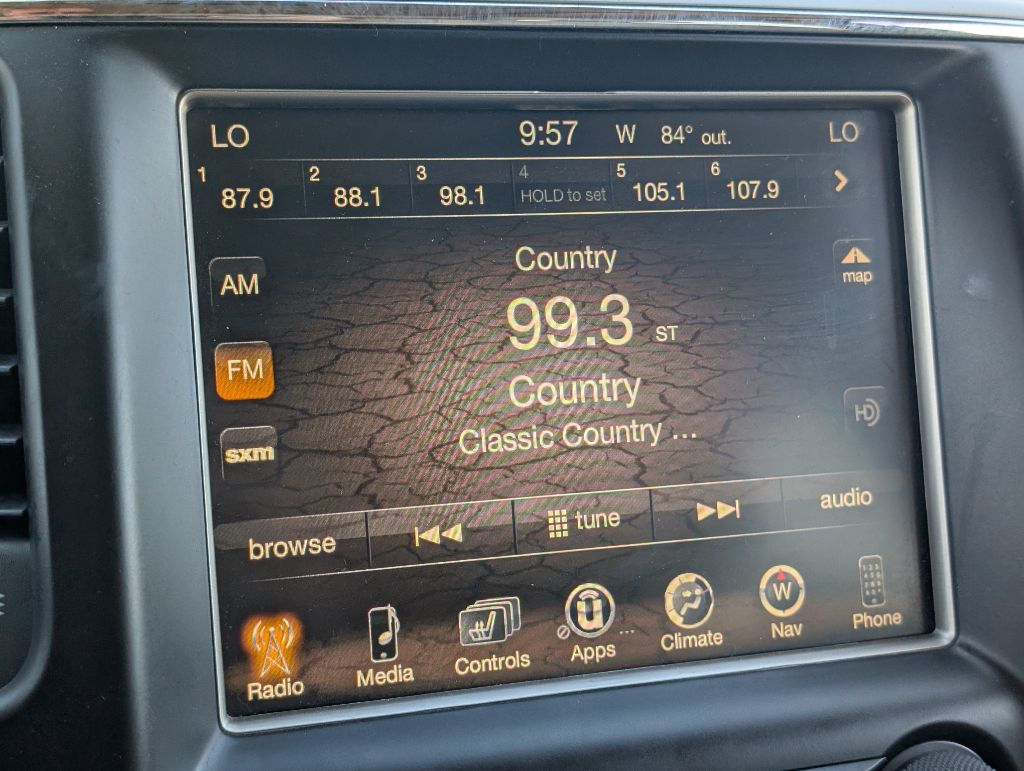 LO 9:57 W 84° out. LO
1 87.9 2 88.1 3 98.1 4 HOLD to set 5 105.1 6 107.9
Country
AM
map
99.3 ST
FM
Country
HD
Classic Country ...
sxm
browse tune audio
W
Radio Media Controls Apps Climate Nav Phone